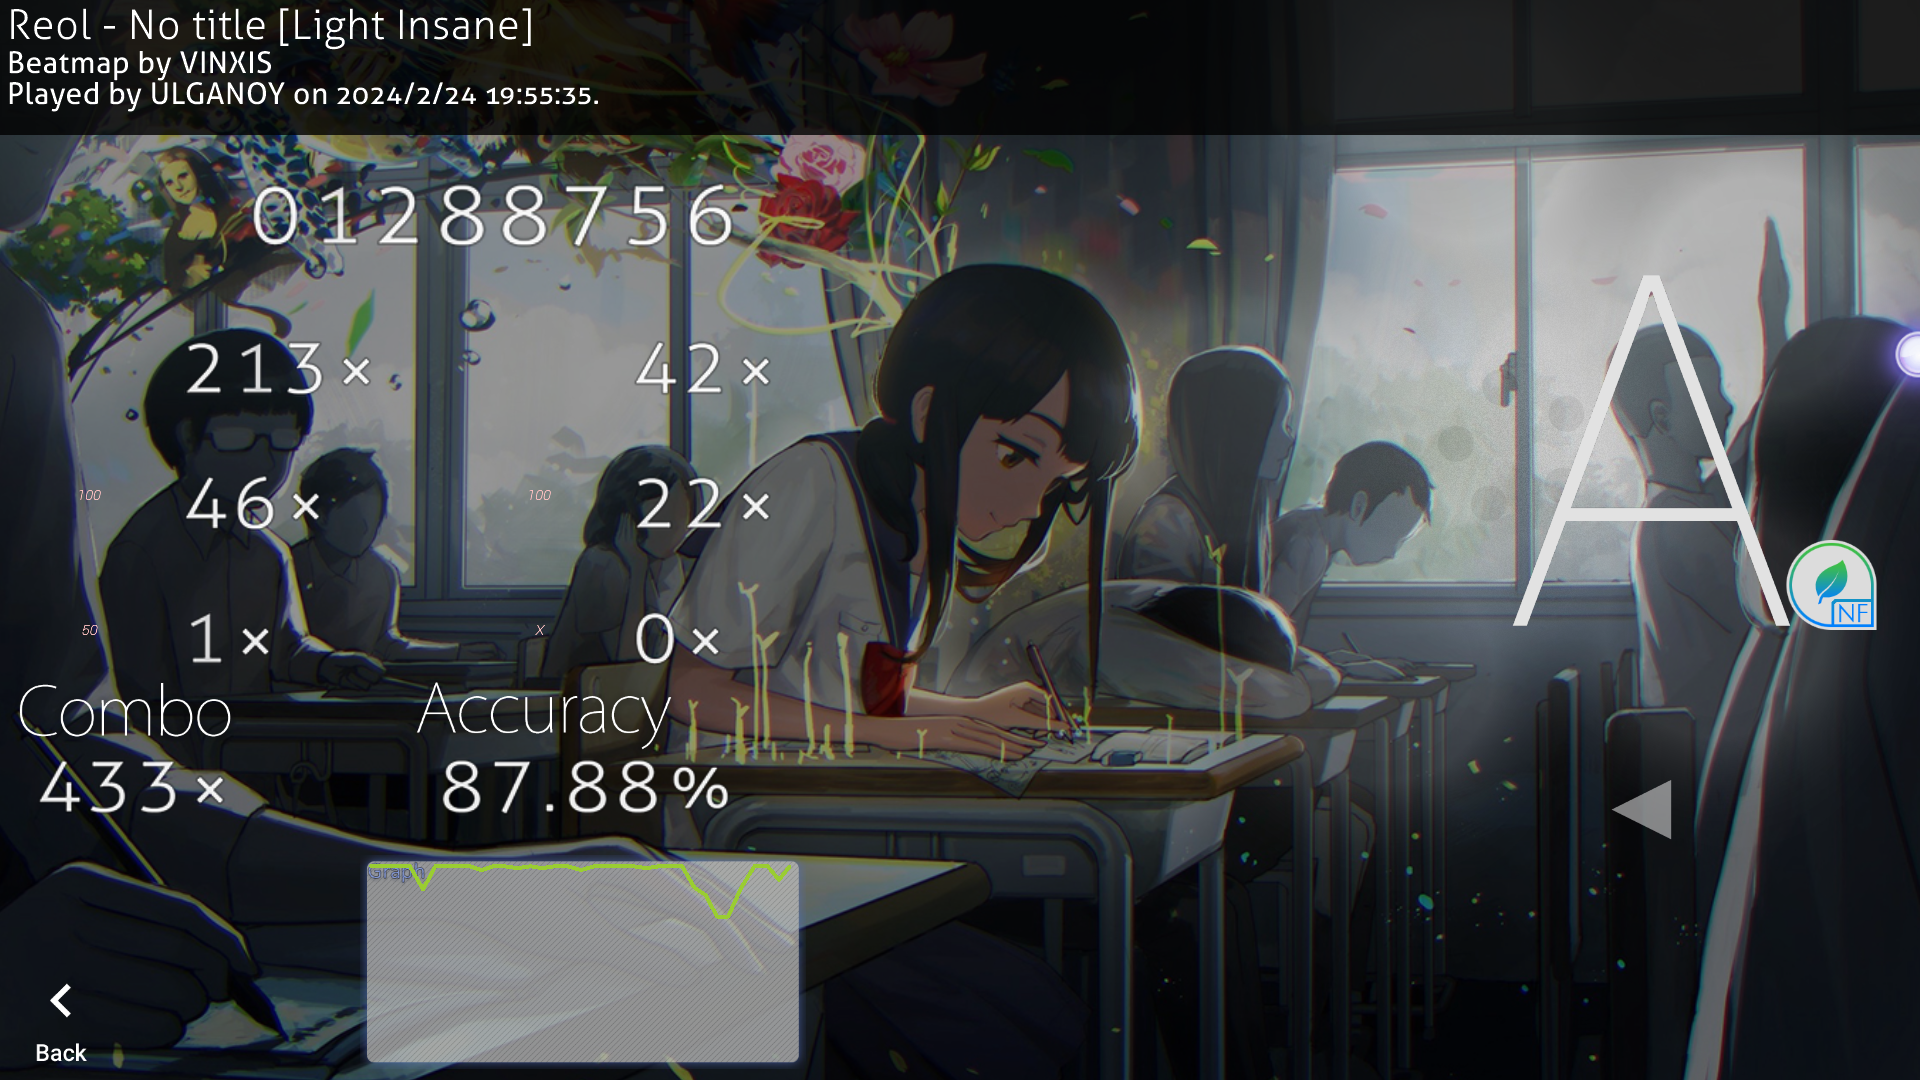 Reol - No title [Light Insane]
Beatmap by VINXIS
Played by ULGANOY on 2024/2/24 19:55:35.
01288756
213× 42×
100 46× 100 22×
50 1× X 0×
Combo Accuracy
433× 87.88%
A
NF
Graph
Back